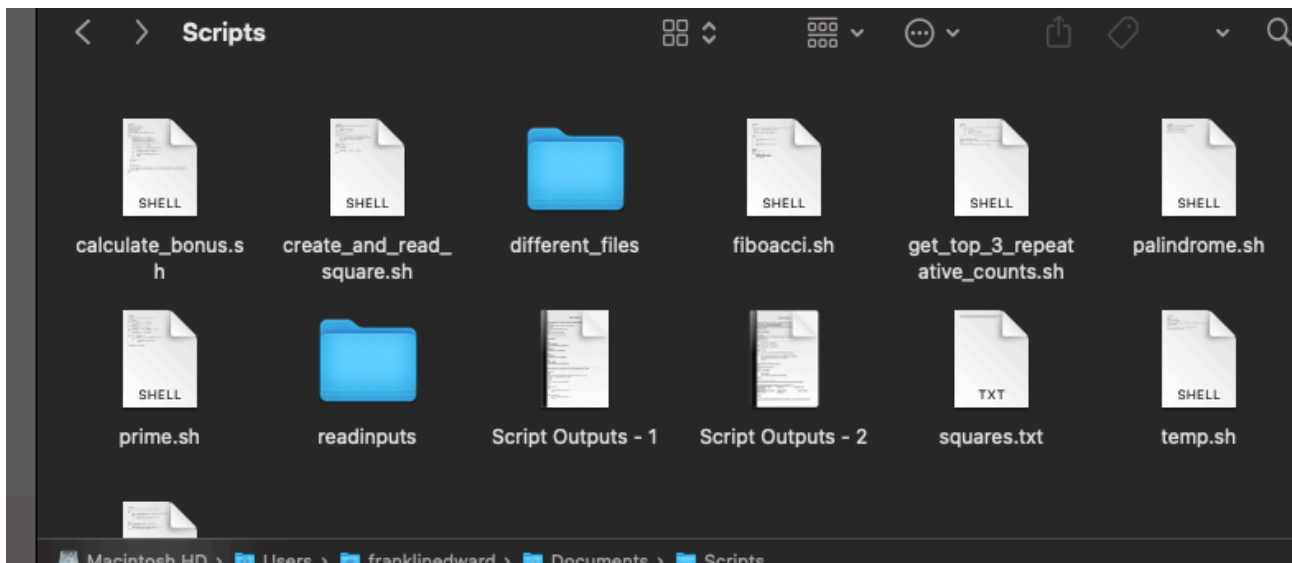 Scripts
SHELL SHELL SHELL SHELL SHELL
calculate_bonus.s create_and_read_ different_files fiboacci.sh get_top_3_repeat palindrome.sh
h square.sh ative_counts.sh
SHELL TXT SHELL
prime.sh readinputs Script Outputs - 1 Script Outputs - 2 squares.txt temp.sh
Macintosh HD › Users › franklinedward › Documents › Scripts